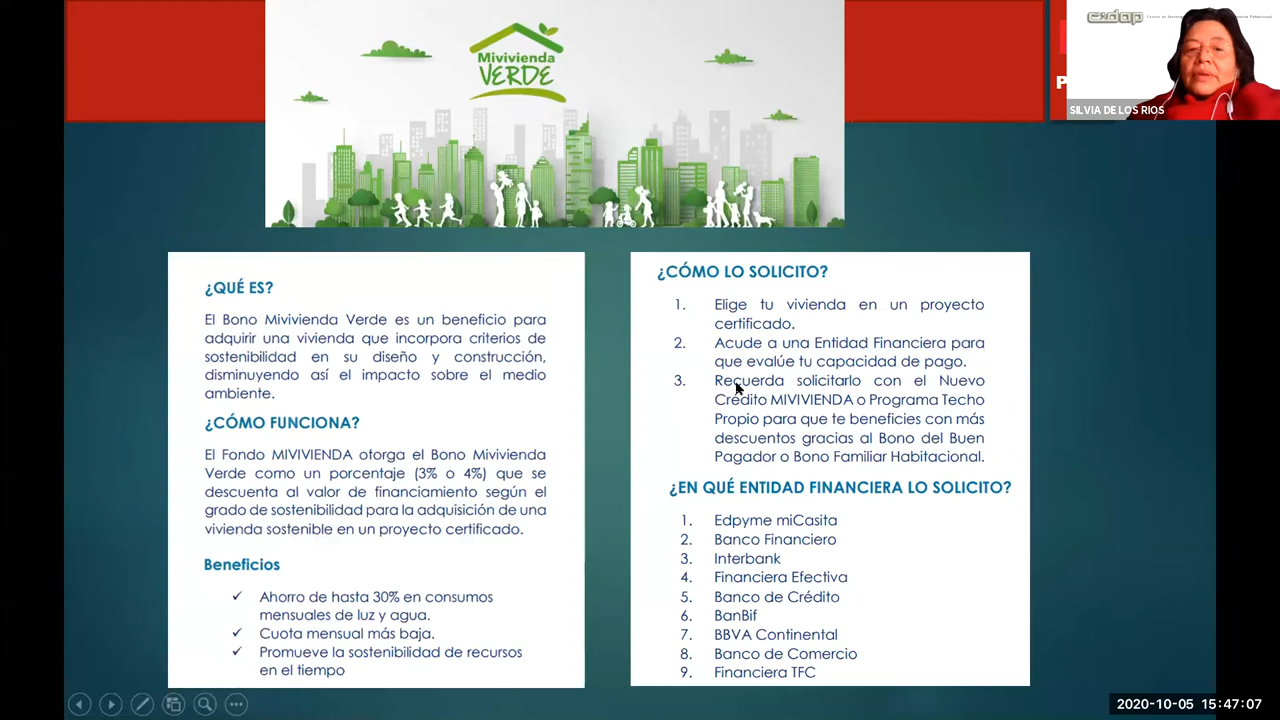 Mivivienda
VERDE
cidap
P
SILVIA DE LOS RIOS
¿QUÉ ES?
El Bono Mivivienda Verde es un beneficio para
adquirir una vivienda que incorpora criterios de
sostenibilidad en su diseño y construcción,
disminuyendo así el impacto sobre el medio
ambiente.
¿CÓMO FUNCIONA?
El Fondo MIVIVIENDA otorga el Bono Mivivienda
Verde como un porcentaje (3% o 4%) que se
descuenta al valor de financiamiento según el
grado de sostenibilidad para la adquisición de una
vivienda sostenible en un proyecto certificado.
Beneficios
✓ Ahorro de hasta 30% en consumos
mensuales de luz y agua.
✓ Cuota mensual más baja.
✓ Promueve la sostenibilidad de recursos
en el tiempo
¿CÓMO LO SOLICITO?
1. Elige tu vivienda en un proyecto
certificado.
2. Acude a una Entidad Financiera para
que evalúe tu capacidad de pago.
3. Recuerda solicitarlo con el Nuevo
Crédito MIVIVIENDA o Programa Techo
Propio para que te beneficies con más
descuentos gracias al Bono del Buen
Pagador o Bono Familiar Habitacional.
¿EN QUÉ ENTIDAD FINANCIERA LO SOLICITO?
1. Edpyme miCasita
2. Banco Financiero
3. Interbank
4. Financiera Efectiva
5. Banco de Crédito
6. BanBif
7. BBVA Continental
8. Banco de Comercio
9. Financiera TFC
2020-10-05 15:47:07